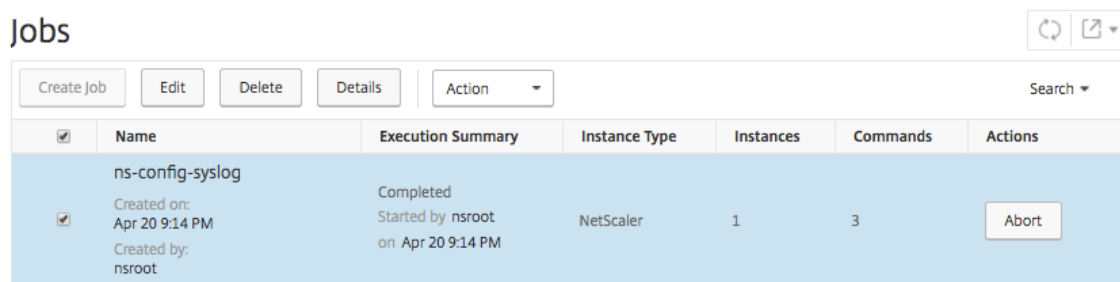 Jobs
Create Job Edit Delete Details Action Search
Name Execution Summary Instance Type Instances Commands Actions
ns-config-syslog
Created on:
Apr 20 9:14 PM
Created by:
nsroot
Completed
Started by nsroot
on Apr 20 9:14 PM
NetScaler
1
3
Abort